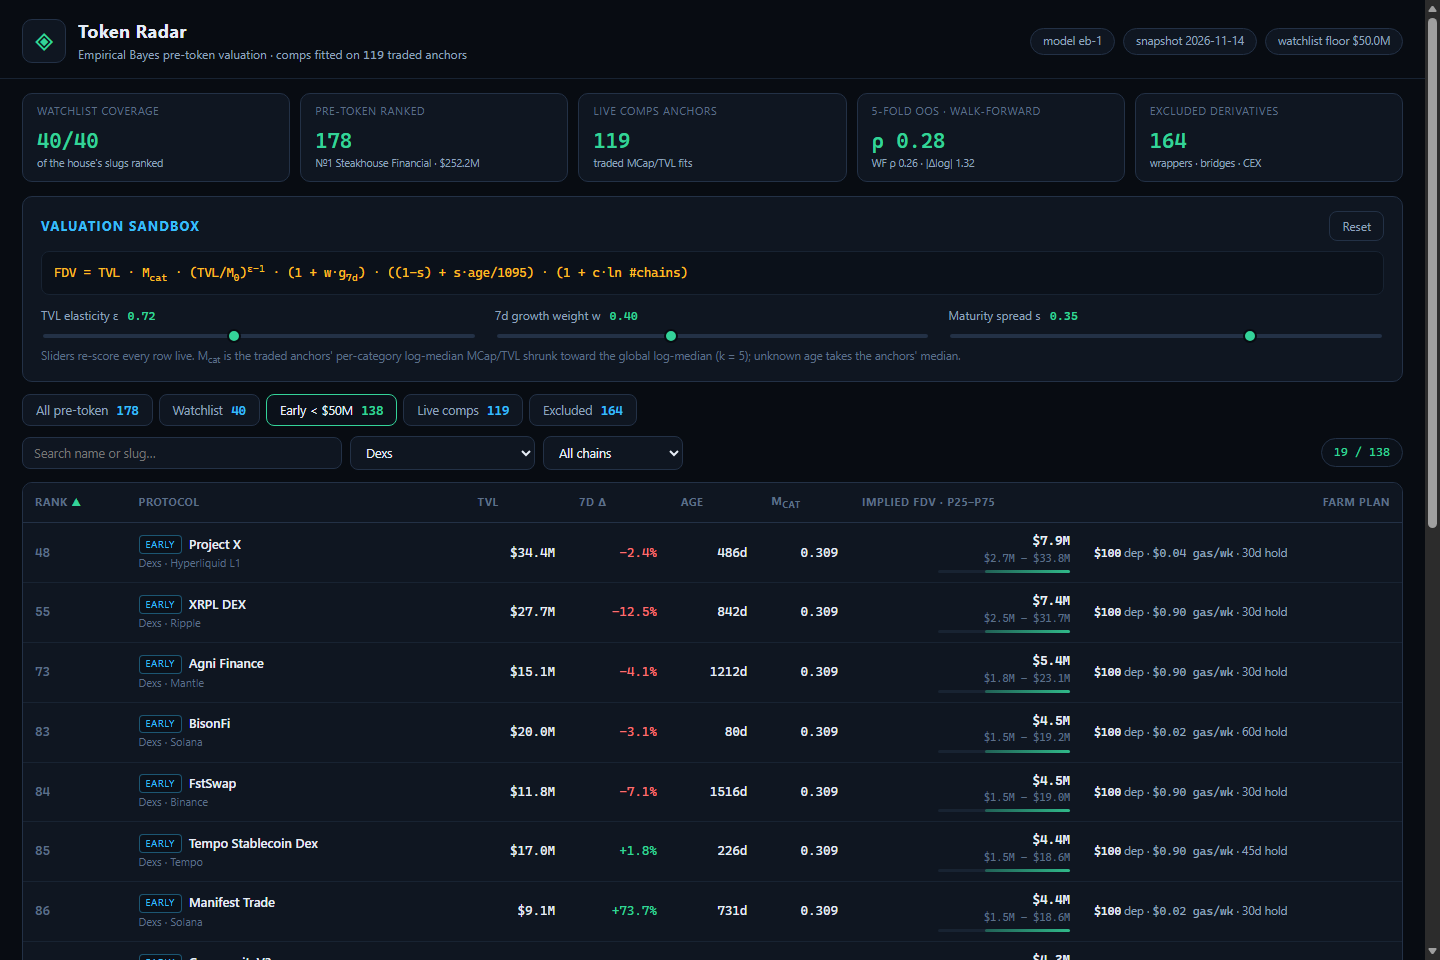 Token Radar
Empirical Bayes pre-token valuation · comps fitted on 119 traded anchors
model eb-1
snapshot 2026-11-14
watchlist floor $50.0M
WATCHLIST COVERAGE
40/40
of the house's slugs ranked
PRE-TOKEN RANKED
178
№1 Steakhouse Financial · $252.2M
LIVE COMPS ANCHORS
119
traded MCap/TVL fits
5-FOLD OOS · WALK-FORWARD
ρ 0.28
WF ρ 0.26 · |Δlog| 1.32
EXCLUDED DERIVATIVES
164
wrappers · bridges · CEX
VALUATION SANDBOX
Reset
FDV = TVL · Mcat · (TVL/M0)^ε−1 · (1 + w·g7d) · ((1−s) + s·age/1095) · (1 + c·ln #chains)
TVL elasticity ε 0.72
7d growth weight w 0.40
Maturity spread s 0.35
Sliders re-score every row live. Mcat is the traded anchors' per-category log-median MCap/TVL shrunk toward the global log-median (k = 5); unknown age takes the anchors' median.
All pre-token 178
Watchlist 40
Early < $50M 138
Live comps 119
Excluded 164
Search name or slug...
Dexs
All chains
19 / 138
RANK ▲ PROTOCOL TVL 7D Δ AGE MCAT IMPLIED FDV · P25–P75 FARM PLAN
48 EARLY Project X $34.4M −2.4% 486d 0.309 $7.9M $100 dep · $0.04 gas/wk · 30d hold
Dexs · Hyperliquid L1 $2.7M – $33.8M
55 EARLY XRPL DEX $27.7M −12.5% 842d 0.309 $7.4M $100 dep · $0.90 gas/wk · 30d hold
Dexs · Ripple $2.5M – $31.7M
73 EARLY Agni Finance $15.1M −4.1% 1212d 0.309 $5.4M $100 dep · $0.90 gas/wk · 30d hold
Dexs · Mantle $1.8M – $23.1M
83 EARLY BisonFi $20.0M −3.1% 80d 0.309 $4.5M $100 dep · $0.02 gas/wk · 60d hold
Dexs · Solana $1.5M – $19.2M
84 EARLY FstSwap $11.8M −7.1% 1516d 0.309 $4.5M $100 dep · $0.90 gas/wk · 30d hold
Dexs · Binance $1.5M – $19.0M
85 EARLY Tempo Stablecoin Dex $17.0M +1.8% 226d 0.309 $4.4M $100 dep · $0.90 gas/wk · 45d hold
Dexs · Tempo $1.5M – $18.6M
86 EARLY Manifest Trade $9.1M +73.7% 731d 0.309 $4.4M $100 dep · $0.02 gas/wk · 30d hold
Dexs · Solana $1.5M – $18.6M